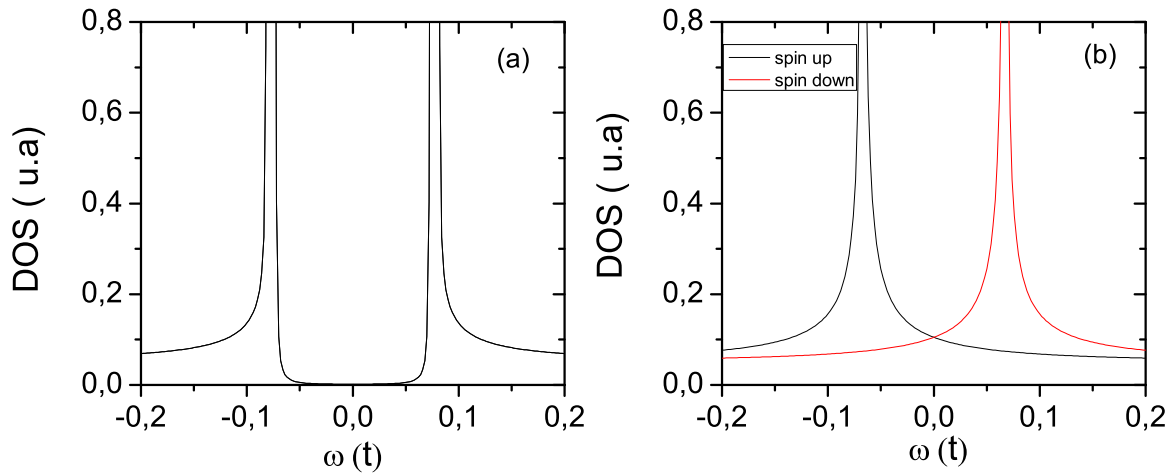 0,8
0,6
0,4
0,2
0,0
DOS ( u.a)
(a)
-0,2 -0,1 0,0 0,1 0,2
ω (t)
0,8
0,6
0,4
0,2
0,0
DOS ( u.a)
spin up
spin down
(b)
-0,2 -0,1 0,0 0,1 0,2
ω (t)